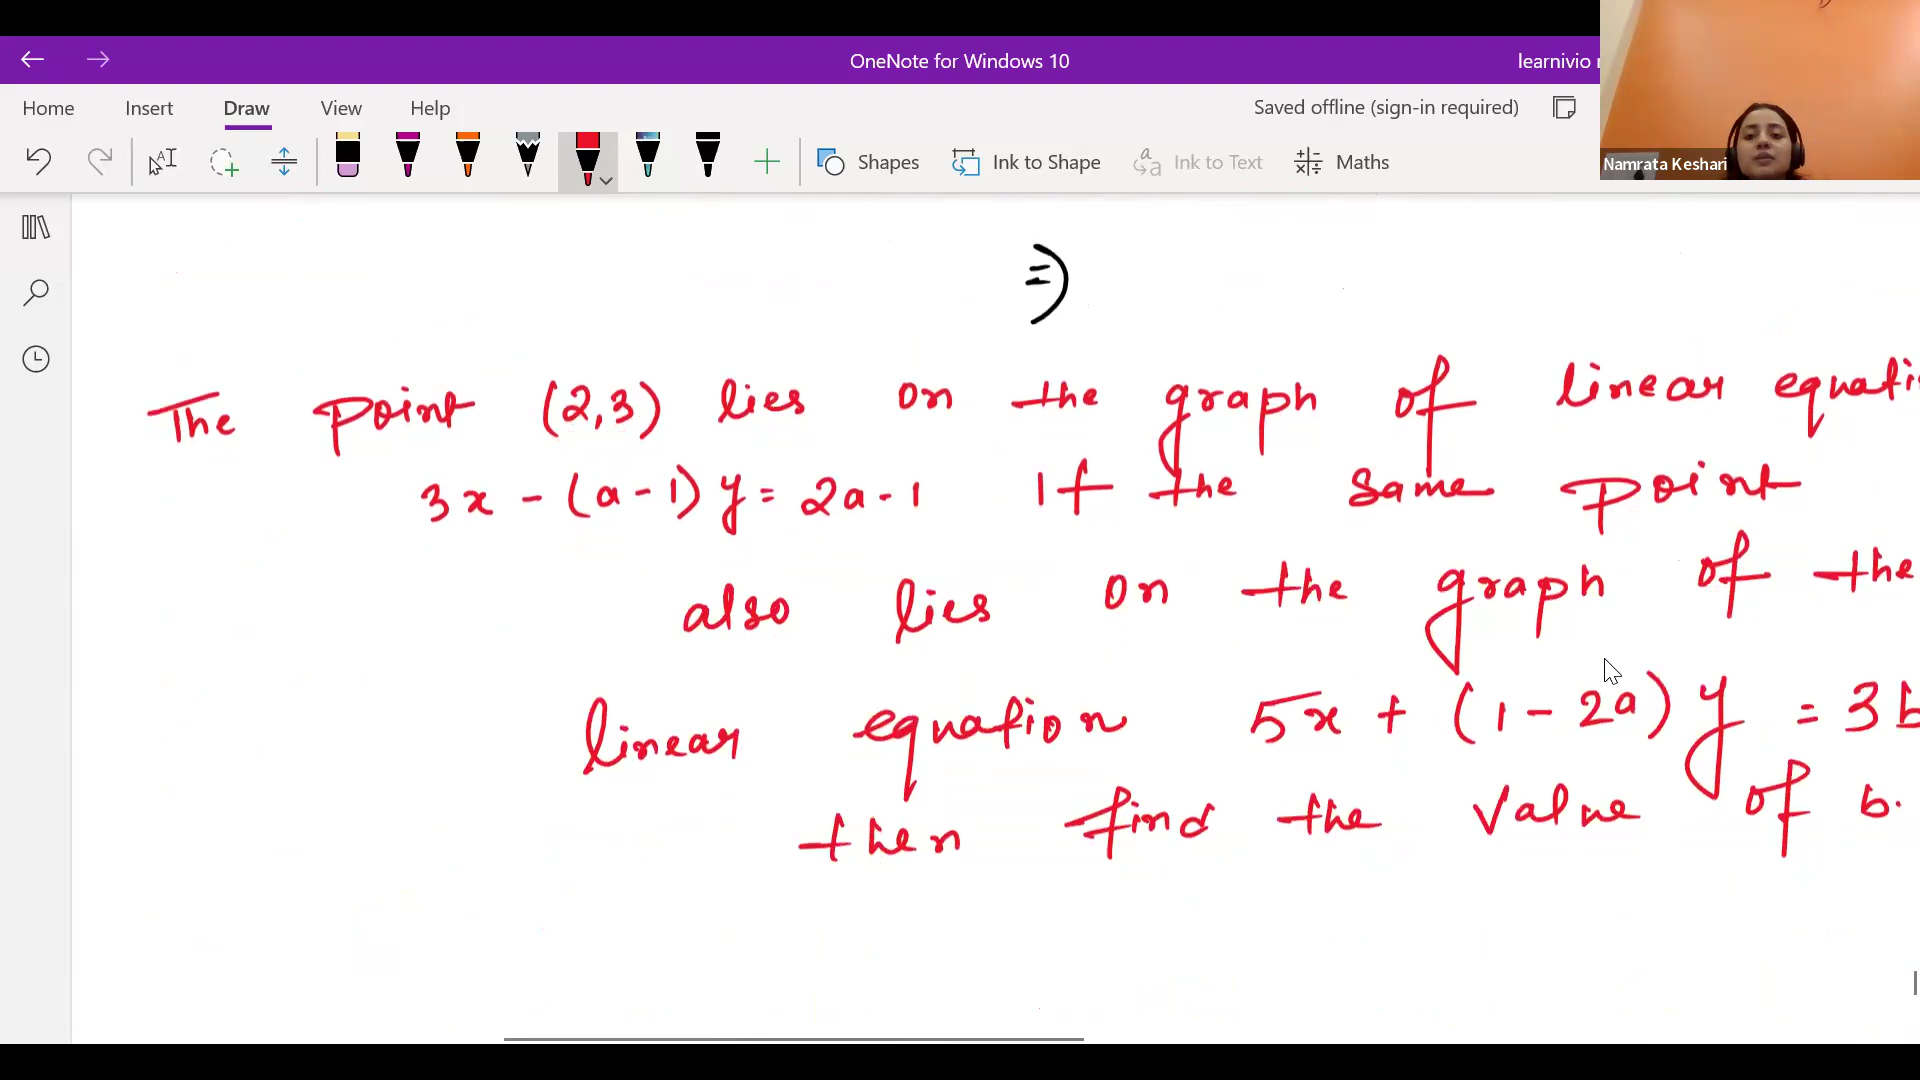 OneNote for Windows 10
learnivio
Home Insert Draw View Help
Saved offline (sign-in required)
Shapes Ink to Shape Ink to Text Maths
Namrata Keshari
=)
The point (2,3) lies on the graph of linear equati
3x - (a-1) y = 2a-1 If the same point
also lies on the graph of the
linear equation 5x + (1-2a) y = 3b
then find the value of b.